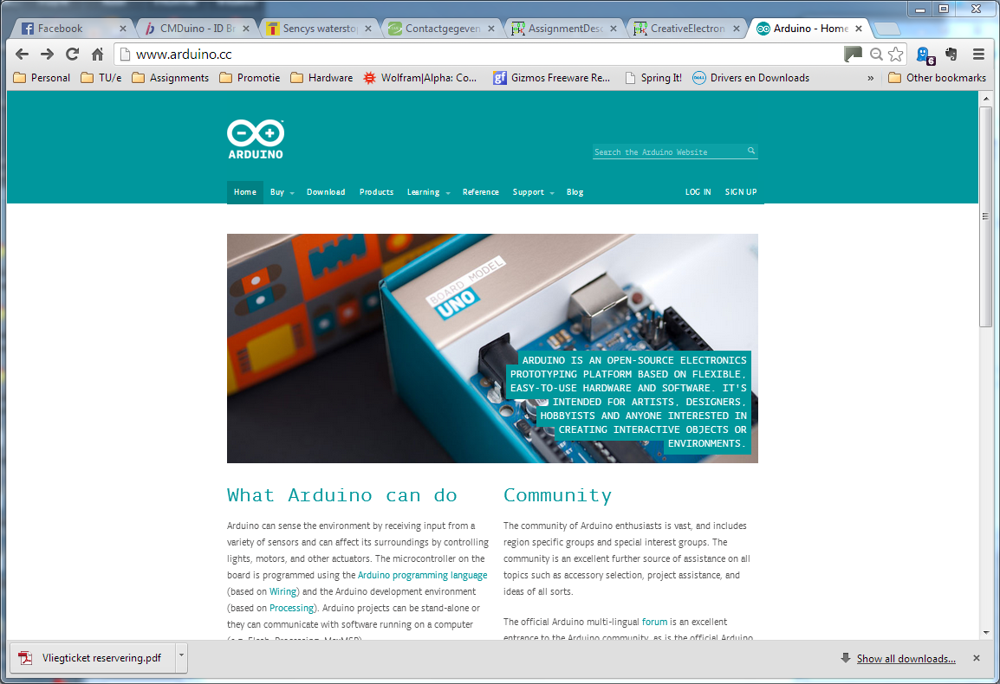 Facebook
CMDuino - ID Br
Sencys waterstop
Contactgegeven
AssignmentDesc
CreativeElectron
Arduino - Home
www.arduino.cc
6
Personal
TU/e
Assignments
Promotie
Hardware
Wolfram|Alpha: Co...
gf
Gizmos Freeware Re...
Spring It!
Drivers en Downloads
»
Other bookmarks
ARDUINO
Search the Arduino Website
Home
Buy
Download
Products
Learning
Reference
Support
Blog
LOG IN
SIGN UP
BOARD MODEL
UNO
ARDUINO IS AN OPEN-SOURCE ELECTRONICS
PROTOTYPING PLATFORM BASED ON FLEXIBLE,
EASY-TO-USE HARDWARE AND SOFTWARE. IT'S
INTENDED FOR ARTISTS, DESIGNERS,
HOBBYISTS AND ANYONE INTERESTED IN
CREATING INTERACTIVE OBJECTS OR
ENVIRONMENTS.
What Arduino can do
Arduino can sense the environment by receiving input from a
variety of sensors and can affect its surroundings by controlling
lights, motors, and other actuators. The microcontroller on the
board is programmed using the Arduino programming language
(based on Wiring) and the Arduino development environment
(based on Processing). Arduino projects can be stand-alone or
they can communicate with software running on a computer
(e.g. Flash, Processing, MaxMSP).
Community
The community of Arduino enthusiasts is vast, and includes
region specific groups and special interest groups. The
community is an excellent further source of assistance on all
topics such as accessory selection, project assistance, and
ideas of all sorts.
The official Arduino multi-lingual forum is an excellent
entrance to the Arduino community, as is the official Arduino
Vliegticket reservering.pdf
Show all downloads...